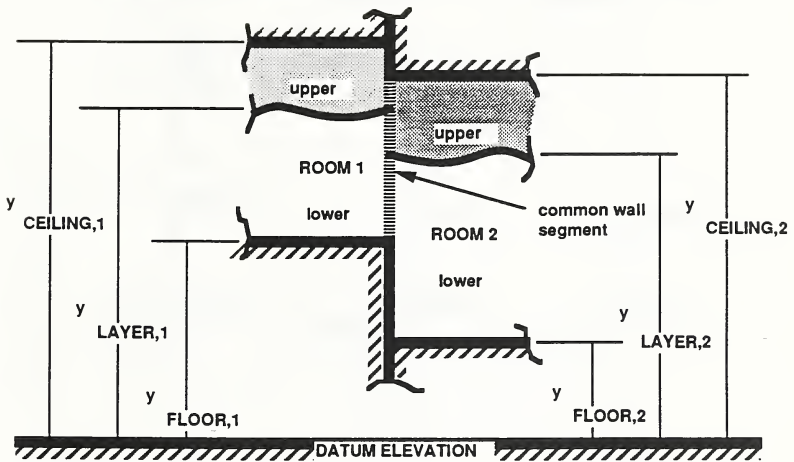 upper
upper
ROOM 1
lower
common wall
segment
ROOM 2
lower
y
CEILING,1
y
CEILING,2
y
LAYER,1
y
LAYER,2
y
FLOOR,1
y
FLOOR,2
DATUM ELEVATION